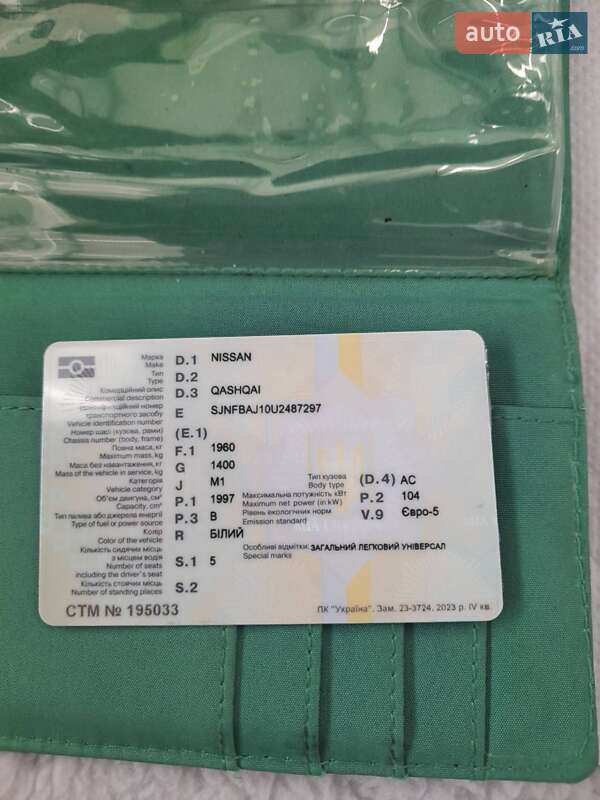 auto RIA .com
Марка D.1 NISSAN
Make
Тип D.2
Type
Комерційний опис D.3 QASHQAI
Commercial description
Ідентифікаційний номер
транспортного засобу E SJNFBAJ10U2487297
Vehicle identification number
Номер шасі (кузова, рами) (E.1)
Chassis number (body, frame)
Повна маса, кг F.1 1960
Maximum mass, kg
Маса без навантаження, кг G 1400
Mass of the vehicle in service, kg
Категорія J M1 Тип кузова (D.4) АС
Vehicle category Body type
Об'єм двигуна, см³ P.1 1997 Максимальна потужність кВт P.2 104
Capacity, cm³ Maximum net power (in kW)
Тип палива або джерела енергії P.3 B Рівень екологічних норм V.9 Євро-5
Type of fuel or power source Emission standard
Колір R БІЛИЙ
Color of the vehicle
Кількість сидячих місць Особливі відмітки: ЗАГАЛЬНИЙ ЛЕГКОВИЙ УНІВЕРСАЛ
з місцем водія S.1 5 Special marks
Number of seats
including the driver's seat
Кількість стоячих місць S.2
Number of standing places
СТМ № 195033
ПК "Україна". Зам. 23-3724. 2023 р. IV кв.